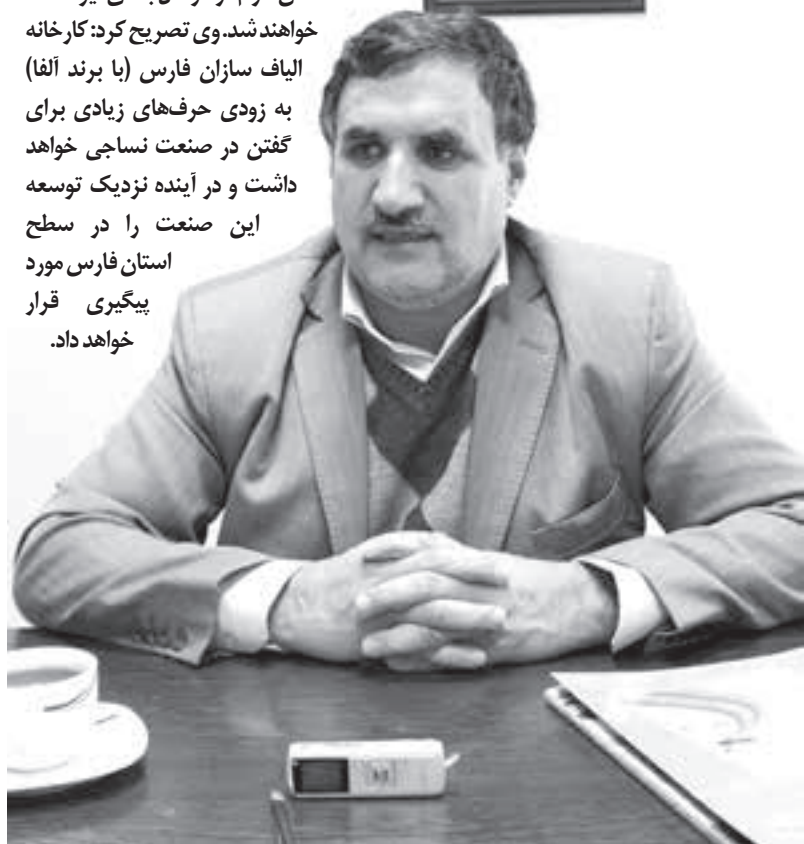 خواهند شد. وی تصریح کرد: کارخانه
الیاف سازان فارس (با برند آلفا)
به زودی حرف‌های زیادی برای
گفتن در صنعت نساجی خواهد
داشت و در آینده نزدیک توسعه
این صنعت را در سطح
استان فارس مورد
پیگیری قرار
خواهد داد.